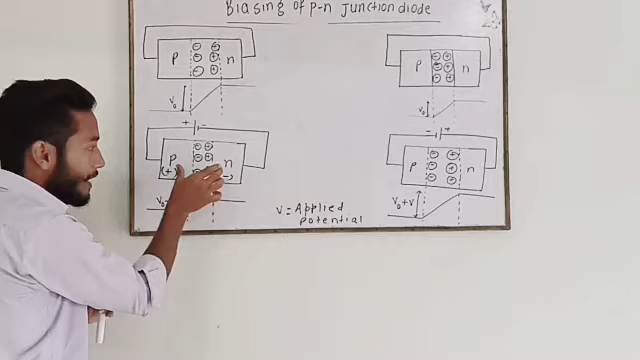 Biasing of p-n junction diode
p n
V₀
p n
V₀
+ -
p n
(+)
V₀-
- +
p n
V₀+V
V = Applied
potential